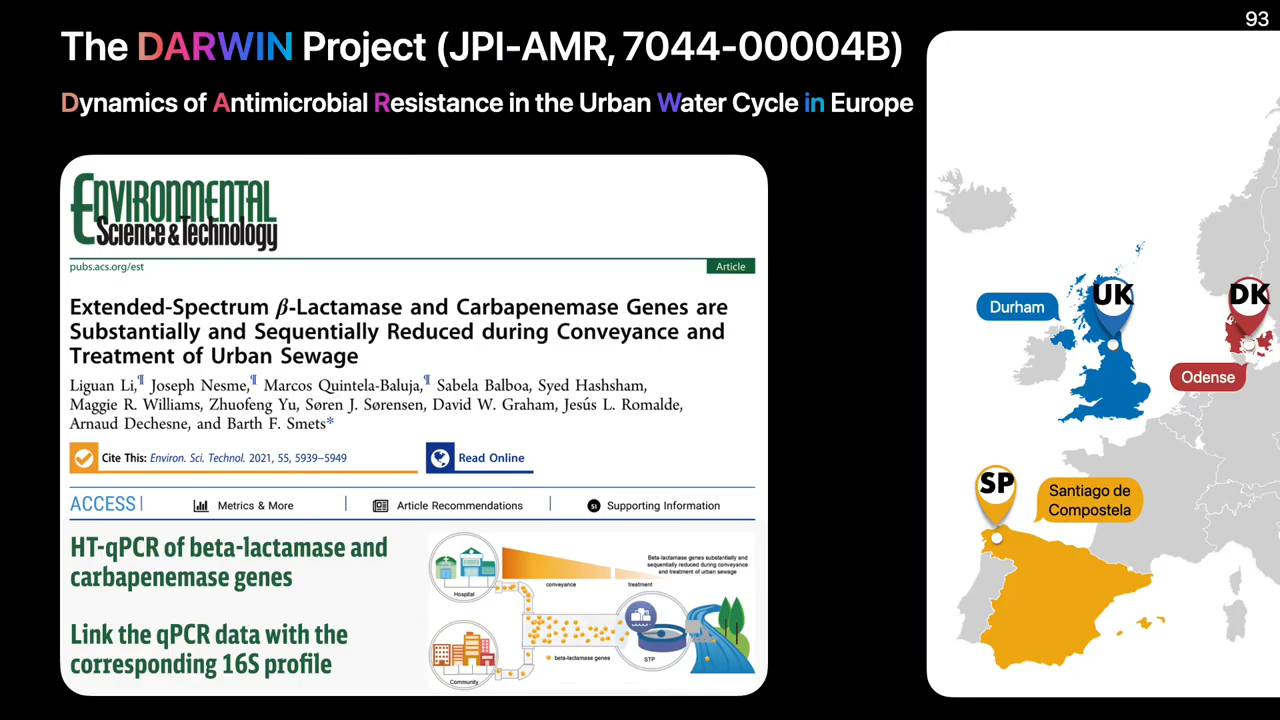 93
The DARWIN Project (JPI-AMR, 7044-00004B)
Dynamics of Antimicrobial Resistance in the Urban Water Cycle in Europe
ENVIRONMENTAL
Science & Technology
pubs.acs.org/est
Article
Extended-Spectrum β-Lactamase and Carbapenemase Genes are
Substantially and Sequentially Reduced during Conveyance and
Treatment of Urban Sewage
Liguan Li,¶ Joseph Nesme,¶ Marcos Quintela-Baluja,¶ Sabela Balboa, Syed Hashsham,
Maggie R. Williams, Zhuofeng Yu, Søren J. Sørensen, David W. Graham, Jesús L. Romalde,
Arnaud Dechesne, and Barth F. Smets*
Cite This: Environ. Sci. Technol. 2021, 55, 5939–5949
Read Online
ACCESS
Metrics & More
Article Recommendations
SI Supporting Information
HT-qPCR of beta-lactamase and
carbapenemase genes
Link the qPCR data with the
corresponding 16S profile
Hospital
conveyance
treatment
Beta-lactamase genes substantially and
sequentially reduced during conveyance
and treatment of urban sewage
Community
beta-lactamase genes
STP
UK
Durham
DK
Odense
SP
Santiago de
Compostela